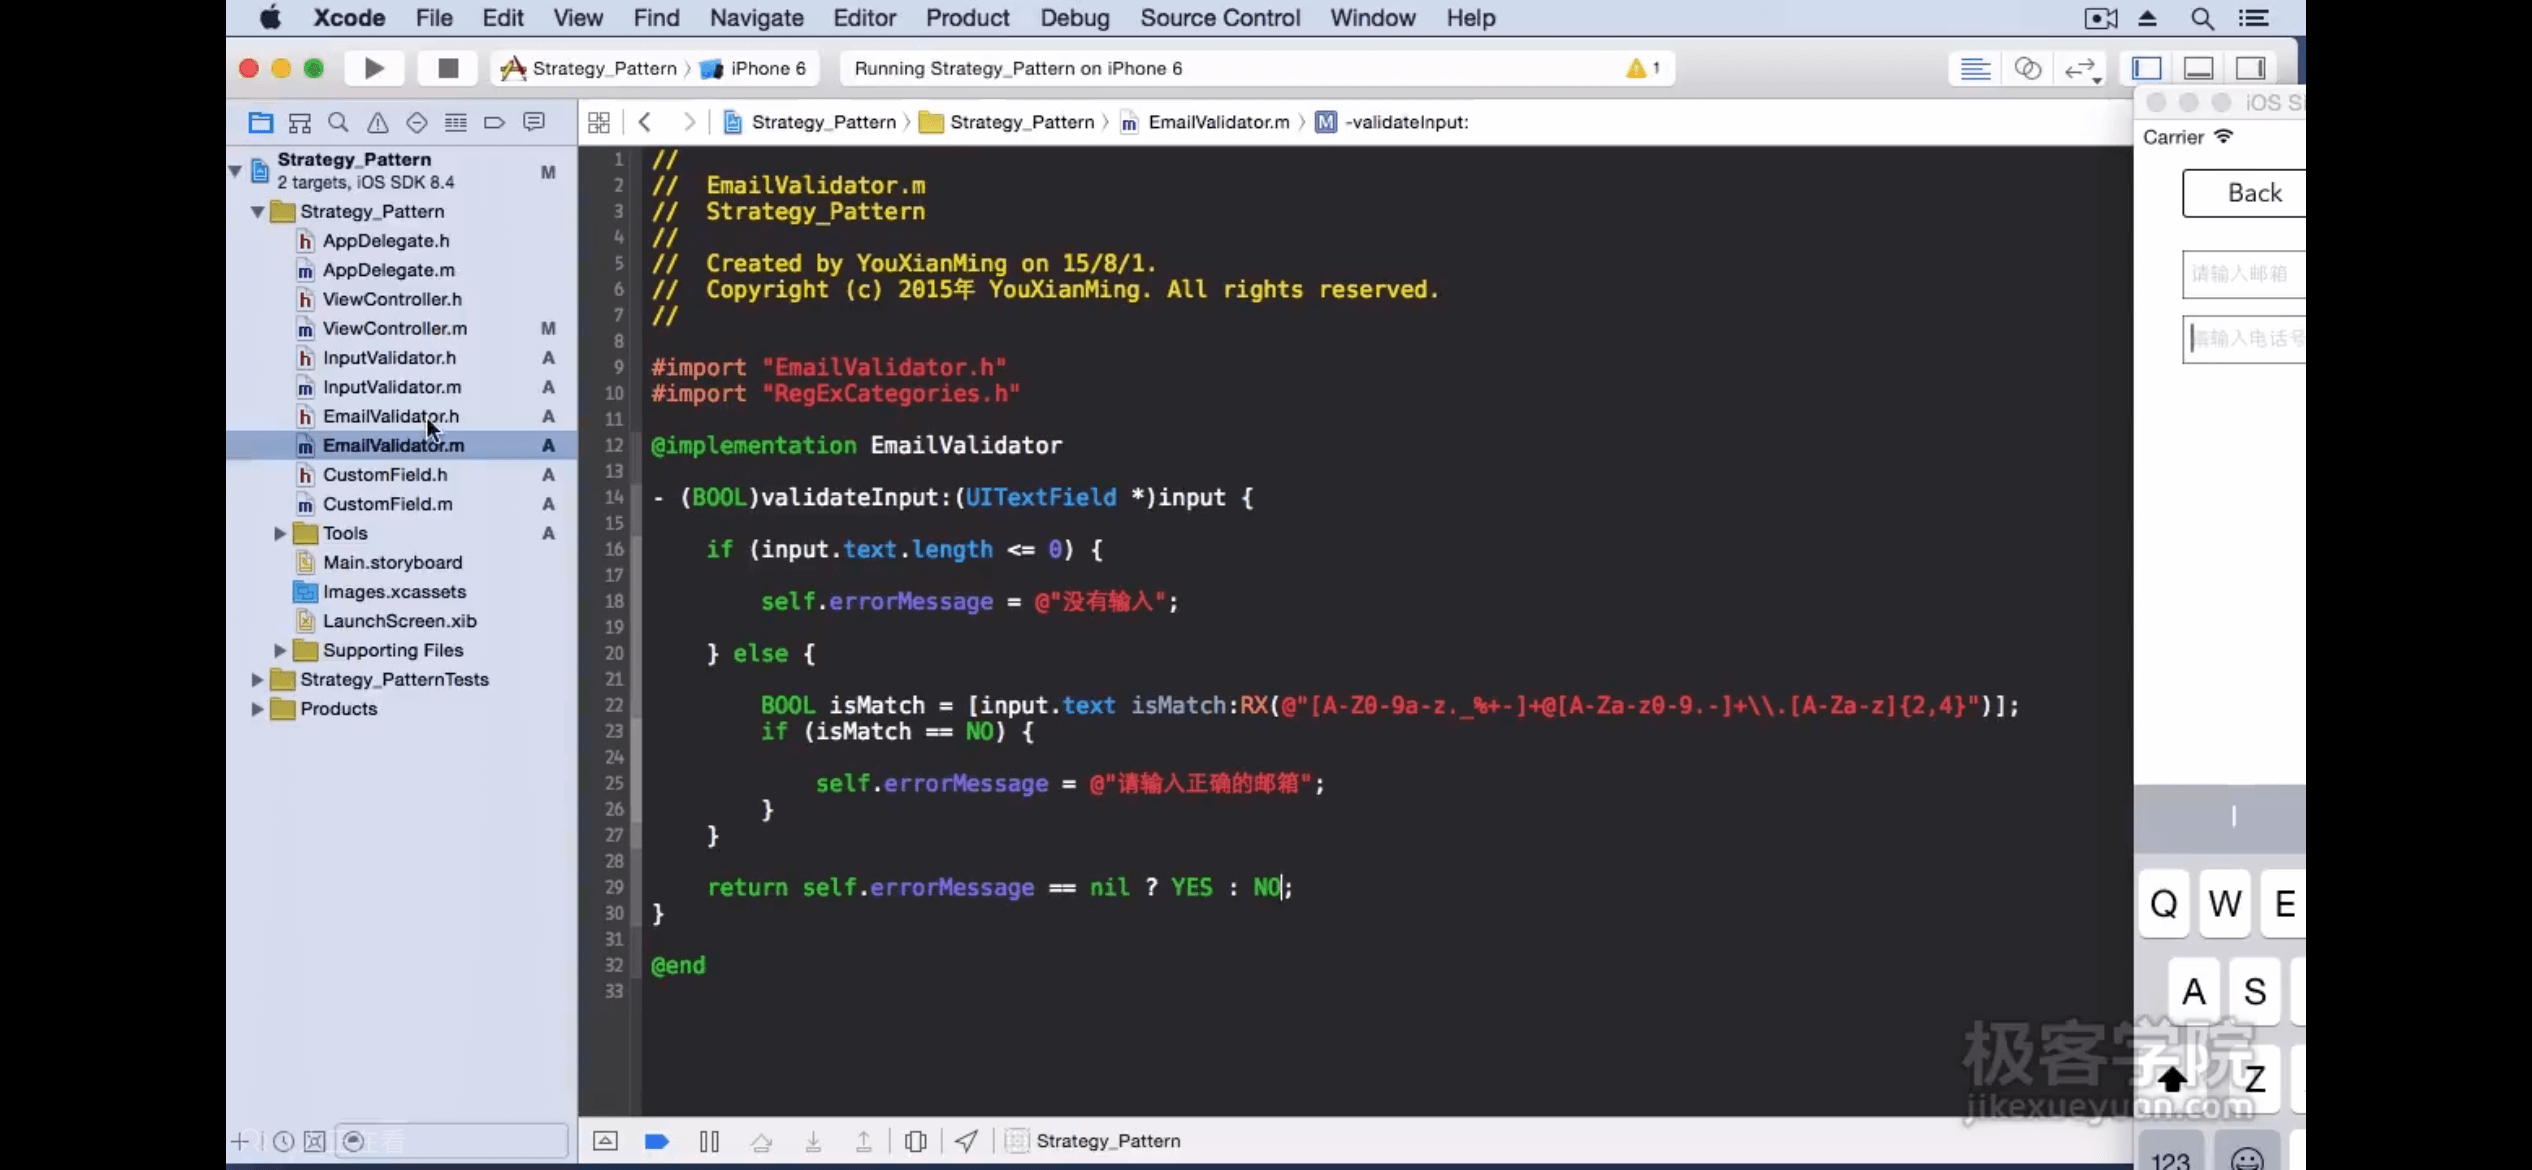 Xcode File Edit View Find Navigate Editor Product Debug Source Control Window Help
Strategy_Pattern iPhone 6
Running Strategy_Pattern on iPhone 6
1
Strategy_Pattern Strategy_Pattern EmailValidator.m M -validateInput:
Strategy_Pattern
2 targets, iOS SDK 8.4
M
Strategy_Pattern
AppDelegate.h
AppDelegate.m
ViewController.h
ViewController.m M
InputValidator.h A
InputValidator.m A
EmailValidator.h A
EmailValidator.m A
CustomField.h A
CustomField.m A
Tools A
Main.storyboard
Images.xcassets
LaunchScreen.xib
Supporting Files
Strategy_PatternTests
Products
1 //
2 //  EmailValidator.m
3 //  Strategy_Pattern
4 //
5 //  Created by YouXianMing on 15/8/1.
6 //  Copyright (c) 2015年 YouXianMing. All rights reserved.
7 //
8
9 #import "EmailValidator.h"
10 #import "RegExCategories.h"
11
12 @implementation EmailValidator
13
14 - (BOOL)validateInput:(UITextField *)input {
15
16     if (input.text.length <= 0) {
17
18         self.errorMessage = @"没有输入";
19
20     } else {
21
22         BOOL isMatch = [input.text isMatch:RX(@"[A-Z0-9a-z._%+-]+@[A-Za-z0-9.-]+\\.[A-Za-z]{2,4}")];
23         if (isMatch == NO) {
24
25             self.errorMessage = @"请输入正确的邮箱";
26         }
27     }
28
29     return self.errorMessage == nil ? YES : NO;
30 }
31
32 @end
33
Strategy_Pattern
iOS S
Carrier
Back
请输入邮箱
请输入电话号
Q W E
A S
Z
123
极客学院
jikexueyuan.com